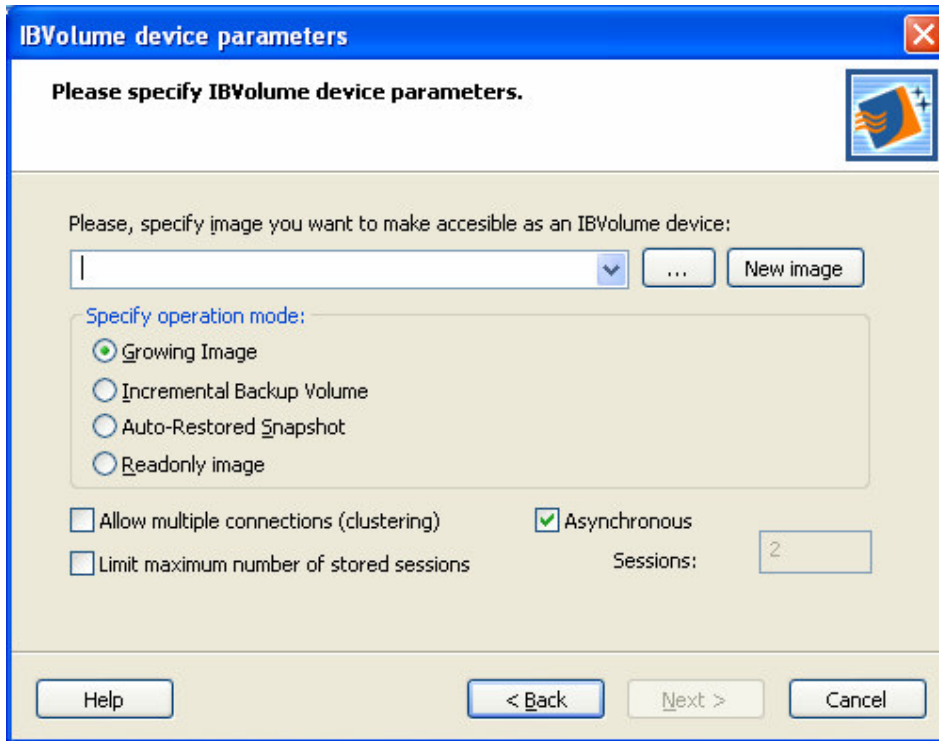 IBVolume device parameters
Please specify IBVolume device parameters.
Please, specify image you want to make accesible as an IBVolume device:
... New image
Specify operation mode:
Growing Image
Incremental Backup Volume
Auto-Restored Snapshot
Readonly image
Allow multiple connections (clustering) Asynchronous
Limit maximum number of stored sessions Sessions: 2
Help < Back Next > Cancel